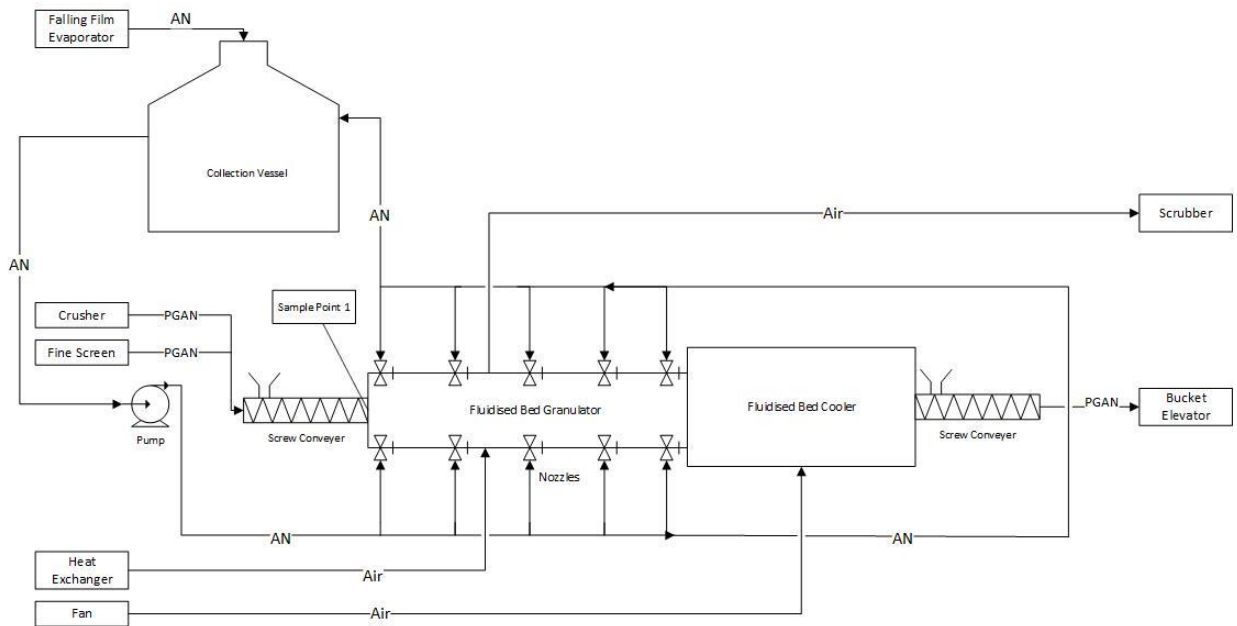 Falling Film
Evaporator
AN
Collection Vessel
AN
Air
Scrubber
AN
Crusher
PGAN
Sample Point 1
Fine Screen
PGAN
Fluidised Bed Granulator
Fluidised Bed Cooler
PGAN
Bucket
Elevator
Pump
Screw Conveyer
Screw Conveyer
Nozzles
AN
AN
Heat
Exchanger
Air
Fan
Air